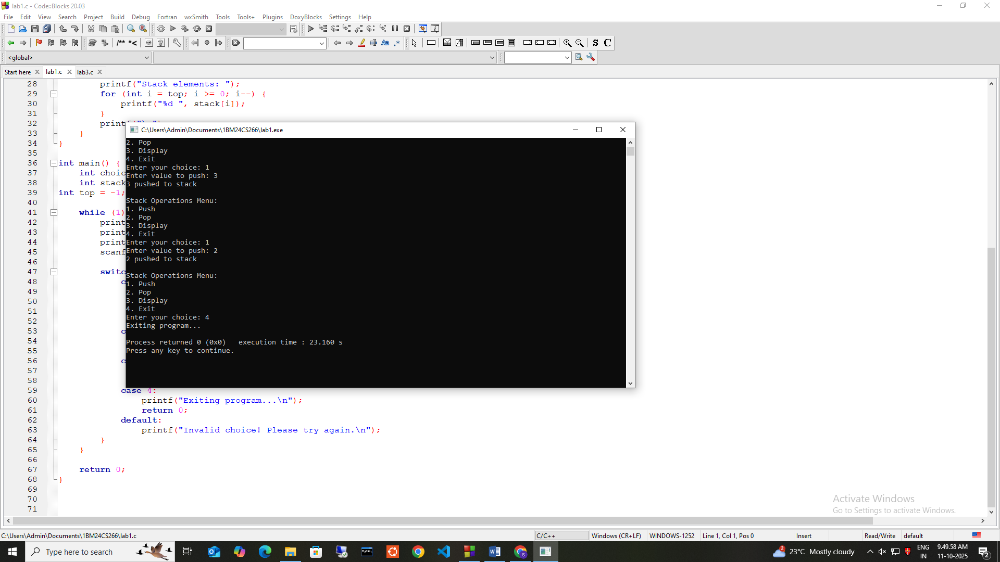 lab1.c - Code::Blocks 20.03
File Edit View Search Project Build Debug Fortran wxSmith Tools Tools+ Plugins DoxyBlocks Settings Help
/** *<
Aa .* S C
<global>
Start here lab1.c lab3.c
28 printf("Stack elements: ");
29 for (int i = top; i >= 0; i--) {
30 printf("%d ", stack[i]);
31 }
32 print
33 }
34 }
35
36 int main() {
37 int choic
38 int stack
39 int top = -1;
40
41 while (1)
42 print
43 print
44 print
45 scanf
46
47 switc
48 c
49
50
51
52
53 c
54
55
56 c
57
58
59 case 4:
60 printf("Exiting program...\n");
61 return 0;
62 default:
63 printf("Invalid choice! Please try again.\n");
64 }
65 }
66
67 return 0;
68 }
69
70
71
C:\Users\Admin\Documents\1BM24CS266\lab1.exe
2. Pop
3. Display
4. Exit
Enter your choice: 1
Enter value to push: 3
3 pushed to stack
Stack Operations Menu:
1. Push
2. Pop
3. Display
4. Exit
Enter your choice: 1
Enter value to push: 2
2 pushed to stack
Stack Operations Menu:
1. Push
2. Pop
3. Display
4. Exit
Enter your choice: 4
Exiting program...
Process returned 0 (0x0) execution time : 23.160 s
Press any key to continue.
Activate Windows
Go to Settings to activate Windows.
C:\Users\Admin\Documents\1BM24CS266\lab1.c C/C++ Windows (CR+LF) WINDOWS-1252 Line 1, Col 1, Pos 0 Insert Read/Write default
Type here to search 2 23°C Mostly cloudy ENG 9.49.58 AM
IN 11-10-2025 2